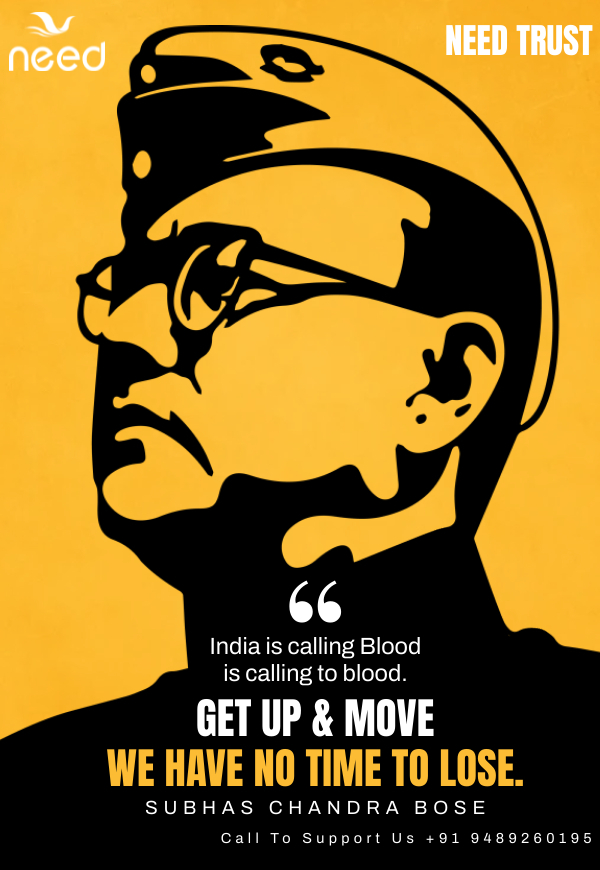 need
NEED TRUST
“
India is calling Blood
is calling to blood.
GET UP & MOVE
WE HAVE NO TIME TO LOSE.
SUBHAS CHANDRA BOSE
Call To Support Us +91 9489260195